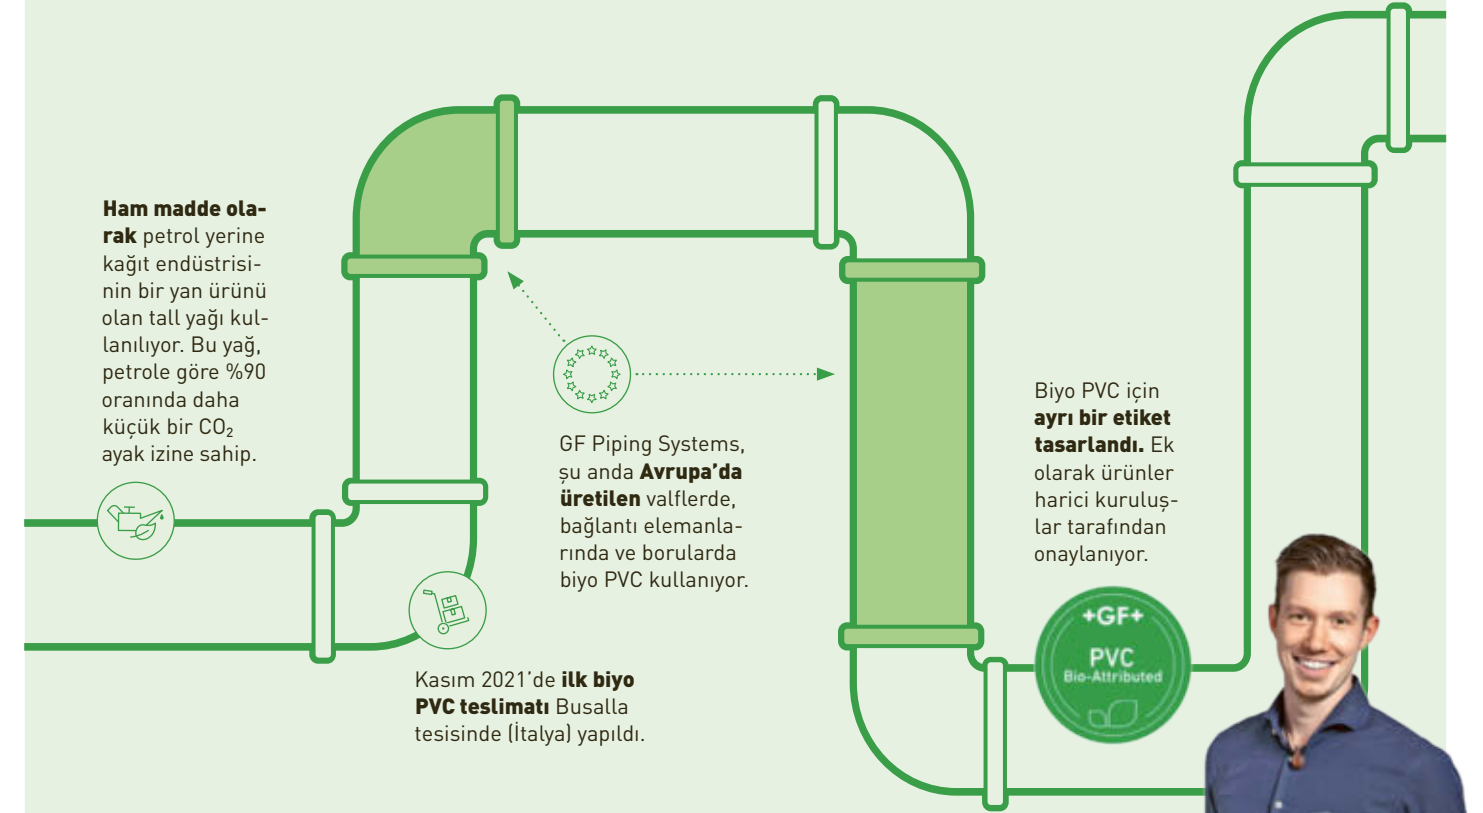 Ham madde ola-
rak petrol yerine
kağıt endüstrisi-
nin bir yan ürünü
olan tall yağı kul-
lanılıyor. Bu yağ,
petrole göre %90
oranında daha
küçük bir CO₂
ayak izine sahip.
Kasım 2021'de ilk biyo
PVC teslimatı Busalla
tesisinde (İtalya) yapıldı.
GF Piping Systems,
şu anda Avrupa'da
üretilen valflerde,
bağlantı elemanla-
rında ve borularda
biyo PVC kullanıyor.
Biyo PVC için
ayrı bir etiket
tasarlandı. Ek
olarak ürünler
harici kuruluş-
lar tarafından
onaylanıyor.
+GF+
PVC
Bio-Attributed